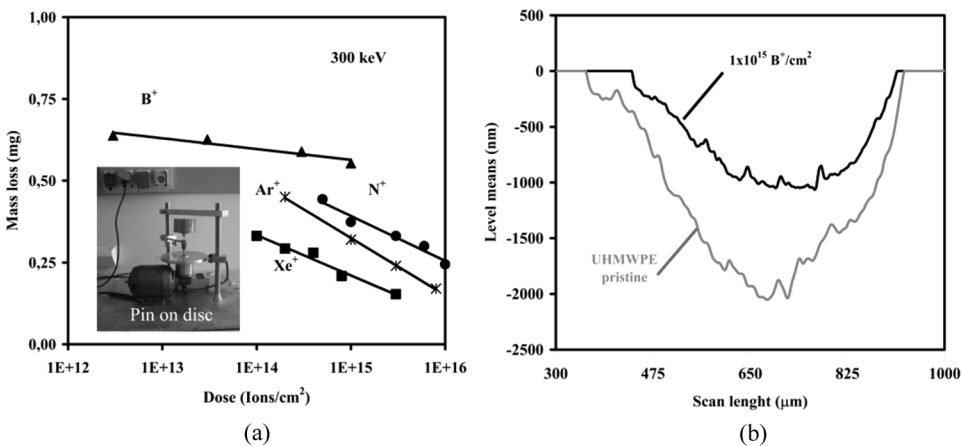 (a)
1,00
0,75
0,50
0,25
0,00
Mass loss (mg)
300 keV
B⁺
Ar⁺
N⁺
Xe⁺
Pin on disc
1E+12 1E+13 1E+14 1E+15 1E+16
Dose (Ions/cm²)
(a)
(b)
500
0
-500
-1000
-1500
-2000
-2500
Level means (nm)
1x10¹⁵ B⁺/cm²
UHMWPE
pristine
300 475 650 825 1000
Scan lenght (μm)
(b)